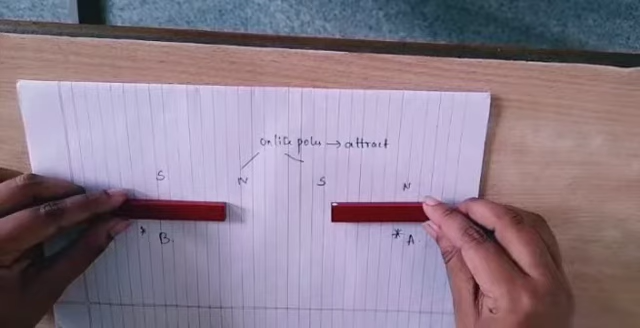 unlike poles → attract
S N S N
* B. * A